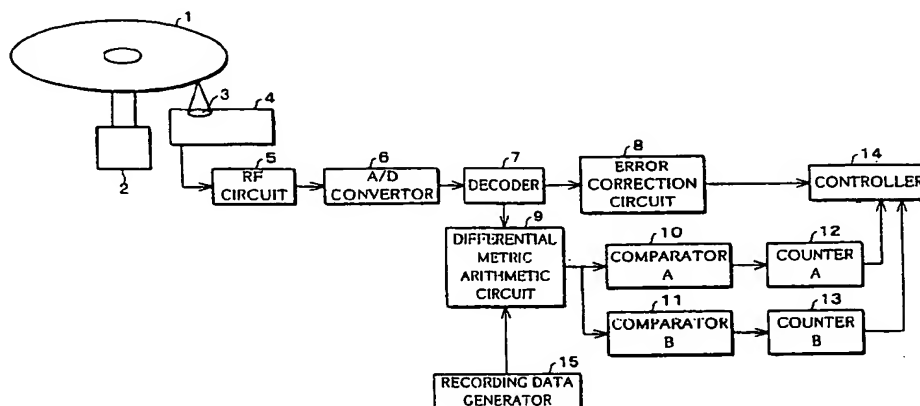 1
3
4
2
5
RF
CIRCUIT
6
A/D
CONVERTOR
7
DECODER
8
ERROR
CORRECTION
CIRCUIT
14
CONTROLLER
9
DIFFERENTIAL
METRIC
ARITHMETIC
CIRCUIT
10
COMPARATOR
A
12
COUNTER
A
11
COMPARATOR
B
13
COUNTER
B
15
RECORDING DATA
GENERATOR